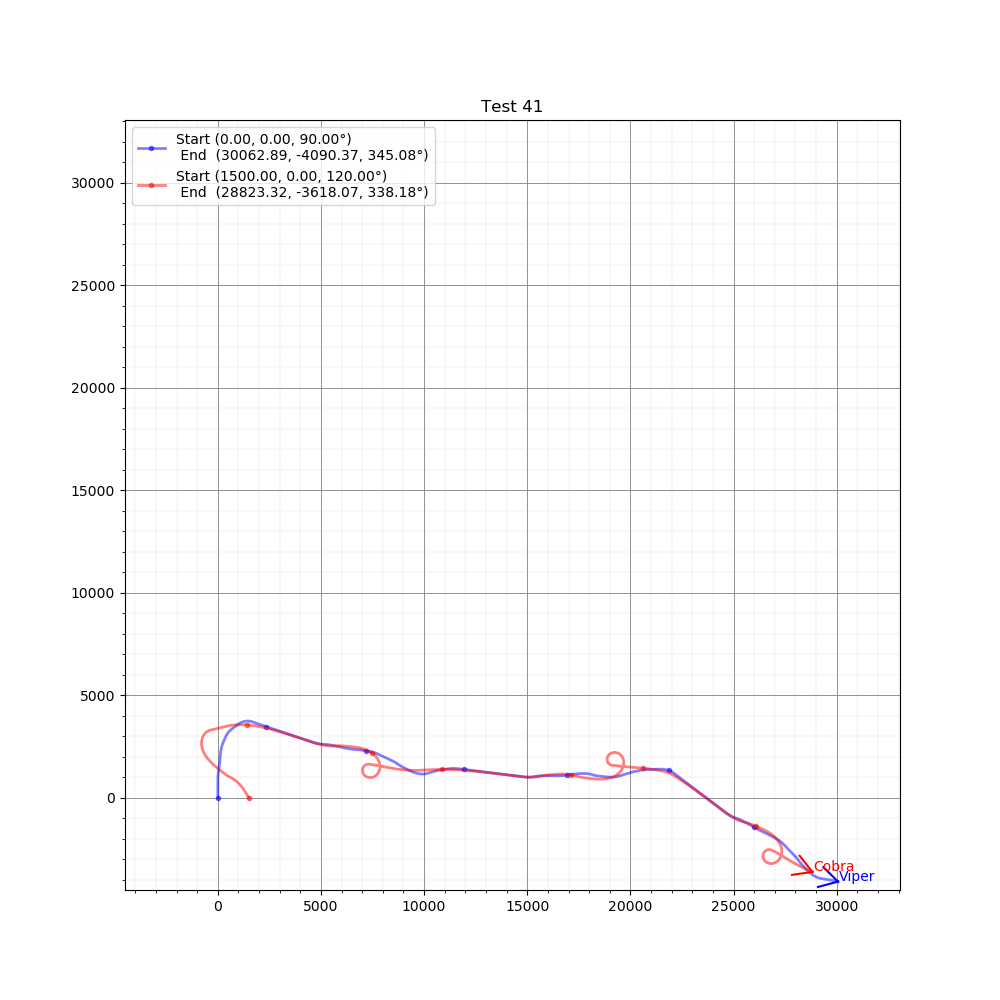 Test 41
Start (0.00, 0.00, 90.00°)
End  (30062.89, -4090.37, 345.08°)
Start (1500.00, 0.00, 120.00°)
End  (28823.32, -3618.07, 338.18°)
30000
25000
20000
15000
10000
5000
0
Cobra
Viper
0 5000 10000 15000 20000 25000 30000